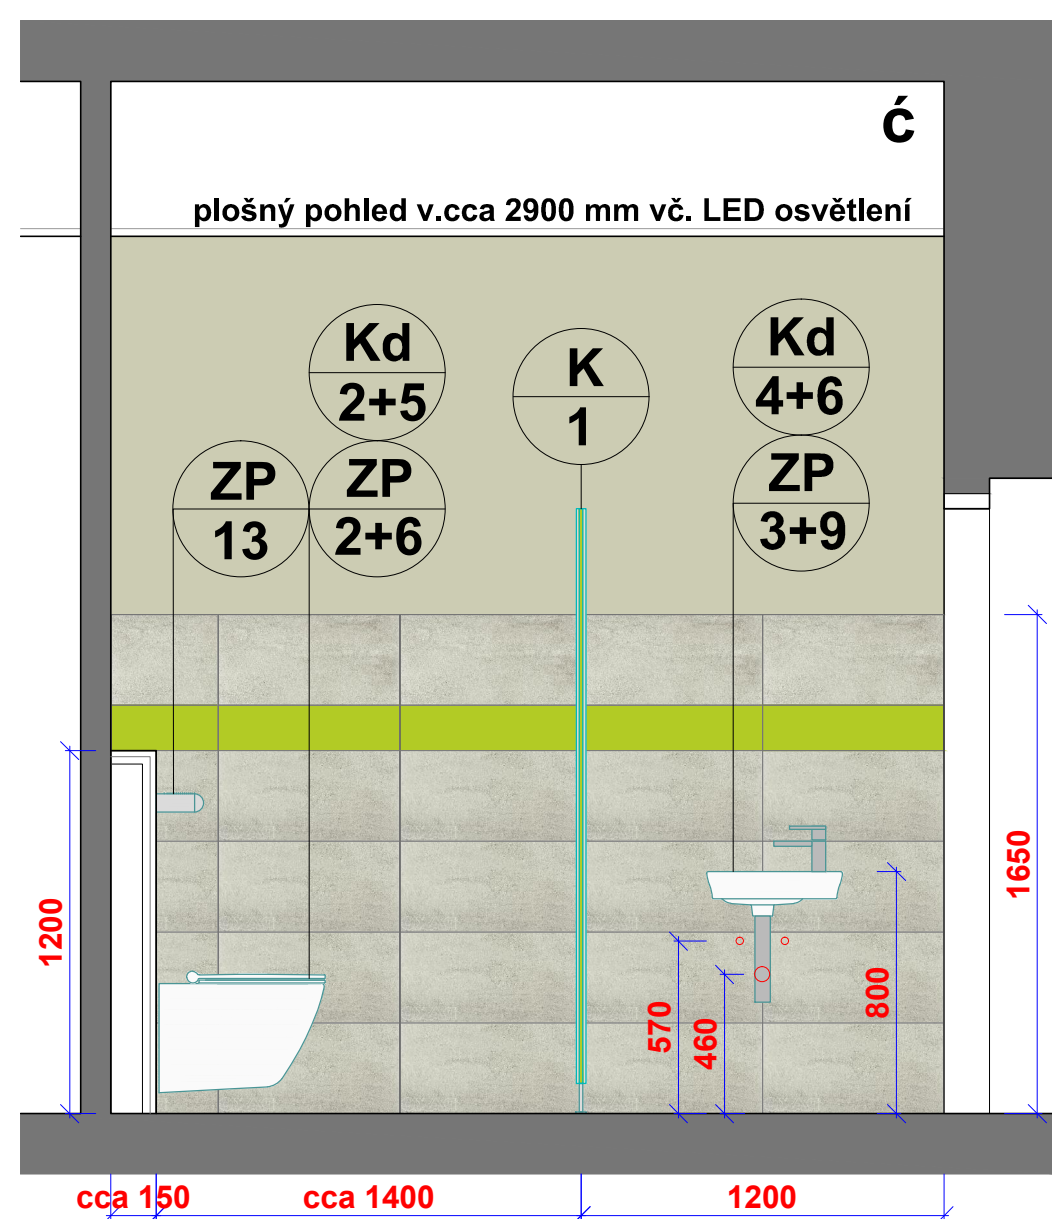 ć
plošný pohled v.cca 2900 mm vč. LED osvětlení
Kd
2+5
K
1
Kd
4+6
ZP
13
ZP
2+6
ZP
3+9
1200
1650
570
460
800
cca 150
cca 1400
1200